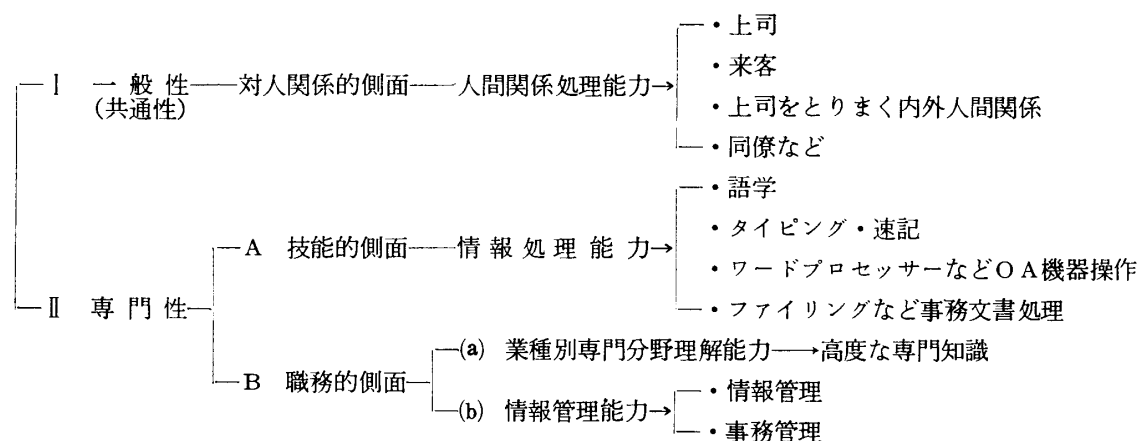 ・上司
・来客
Ⅰ 一般性 対人関係的側面 人間関係処理能力
(共通性)
・上司をとりまく内外人間関係
・同僚など
・語学
・タイピング・速記
A 技能的側面 情報処理能力
・ワードプロセッサーなどOA機器操作
Ⅱ 専門性
・ファイリングなど事務文書処理
(a) 業種別専門分野理解能力 高度な専門知識
B 職務的側面
・情報管理
(b) 情報管理能力
・事務管理